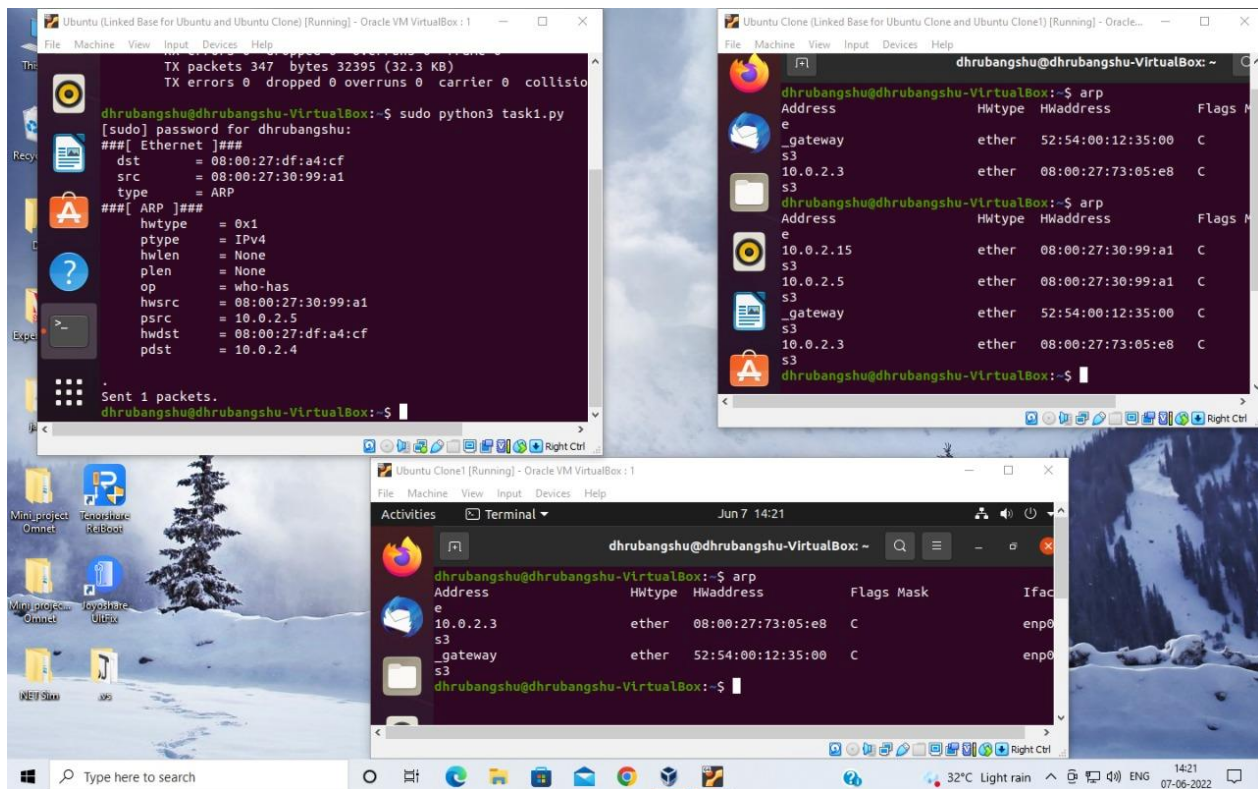 Ubuntu (Linked Base for Ubuntu and Ubuntu Clone) [Running] - Oracle VM VirtualBox : 1
File Machine View Input Devices Help
TX packets 347 bytes 32395 (32.3 KB)
TX errors 0 dropped 0 overruns 0 carrier 0 collisio
dhrubangshu@dhrubangshu-VirtualBox:~$ sudo python3 task1.py
[sudo] password for dhrubangshu:
###[ Ethernet ]###
dst = 08:00:27:df:a4:cf
src = 08:00:27:30:99:a1
type = ARP
###[ ARP ]###
hwtype = 0x1
ptype = IPv4
hwlen = None
plen = None
op = who-has
hwsrc = 08:00:27:30:99:a1
psrc = 10.0.2.5
hwdst = 08:00:27:df:a4:cf
pdst = 10.0.2.4
.
Sent 1 packets.
dhrubangshu@dhrubangshu-VirtualBox:~$
Right Ctrl
Ubuntu Clone (Linked Base for Ubuntu Clone and Ubuntu Clone1) [Running] - Oracle...
File Machine View Input Devices Help
dhrubangshu@dhrubangshu-VirtualBox: ~
dhrubangshu@dhrubangshu-VirtualBox:~$ arp
Address HWtype HWaddress Flags M
e
_gateway ether 52:54:00:12:35:00 C
s3
10.0.2.3 ether 08:00:27:73:05:e8 C
s3
dhrubangshu@dhrubangshu-VirtualBox:~$ arp
Address HWtype HWaddress Flags M
e
10.0.2.15 ether 08:00:27:30:99:a1 C
s3
10.0.2.5 ether 08:00:27:30:99:a1 C
s3
_gateway ether 52:54:00:12:35:00 C
s3
10.0.2.3 ether 08:00:27:73:05:e8 C
s3
dhrubangshu@dhrubangshu-VirtualBox:~$
Right Ctrl
Ubuntu Clone1 [Running] - Oracle VM VirtualBox : 1
File Machine View Input Devices Help
Activities Terminal Jun 7 14:21
dhrubangshu@dhrubangshu-VirtualBox: ~
dhrubangshu@dhrubangshu-VirtualBox:~$ arp
Address HWtype HWaddress Flags Mask Ifac
e
10.0.2.3 ether 08:00:27:73:05:e8 C enp0
s3
_gateway ether 52:54:00:12:35:00 C enp0
s3
dhrubangshu@dhrubangshu-VirtualBox:~$
Right Ctrl
Mini_project Tenorshare
Omnet ReiBoot
Mini_projec... Joyoshare
Omnet UltFix
Type here to search
32°C Light rain
ENG
14:21
07-06-2022